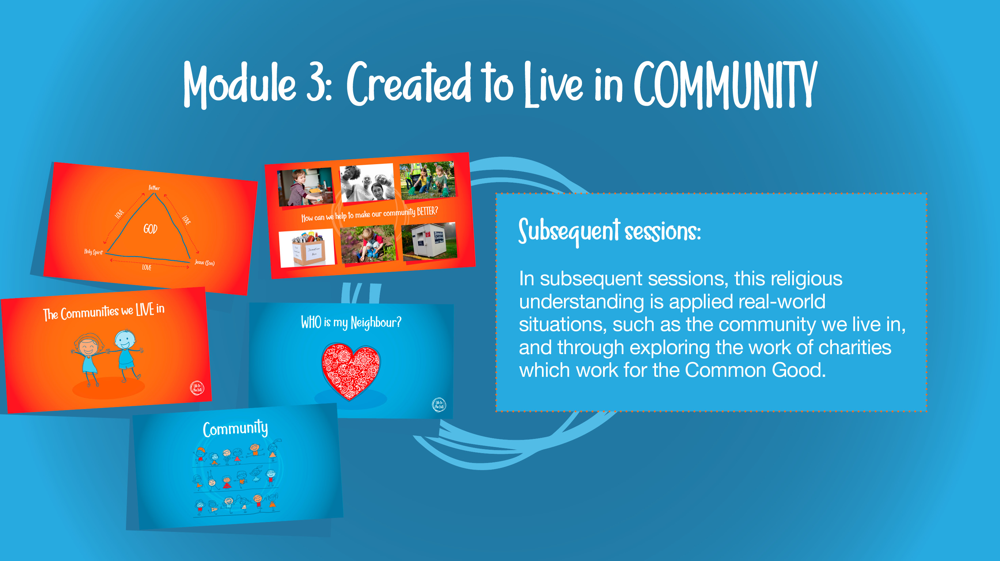 Module 3: Created to Live in COMMUNITY
Father
LOVE
LOVE
GOD
Holy Spirit
Jesus (Son)
LOVE
VOLUNTEER
How can we help to make our community BETTER?
Donation
Box
Donate
Clothing
and Shoes
The Communities we LIVE in
Life to
the Full
WHO is my Neighbour?
Life to
the Full
Community
Subsequent sessions:
In subsequent sessions, this religious
understanding is applied real-world
situations, such as the community we live in,
and through exploring the work of charities
which work for the Common Good.